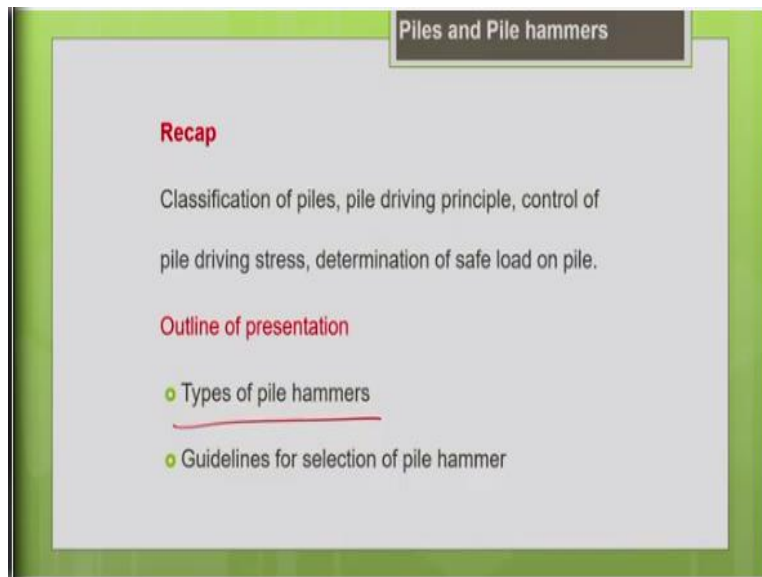 Piles and Pile hammers
Recap
Classification of piles, pile driving principle, control of
pile driving stress, determination of safe load on pile.
Outline of presentation
Types of pile hammers
Guidelines for selection of pile hammer